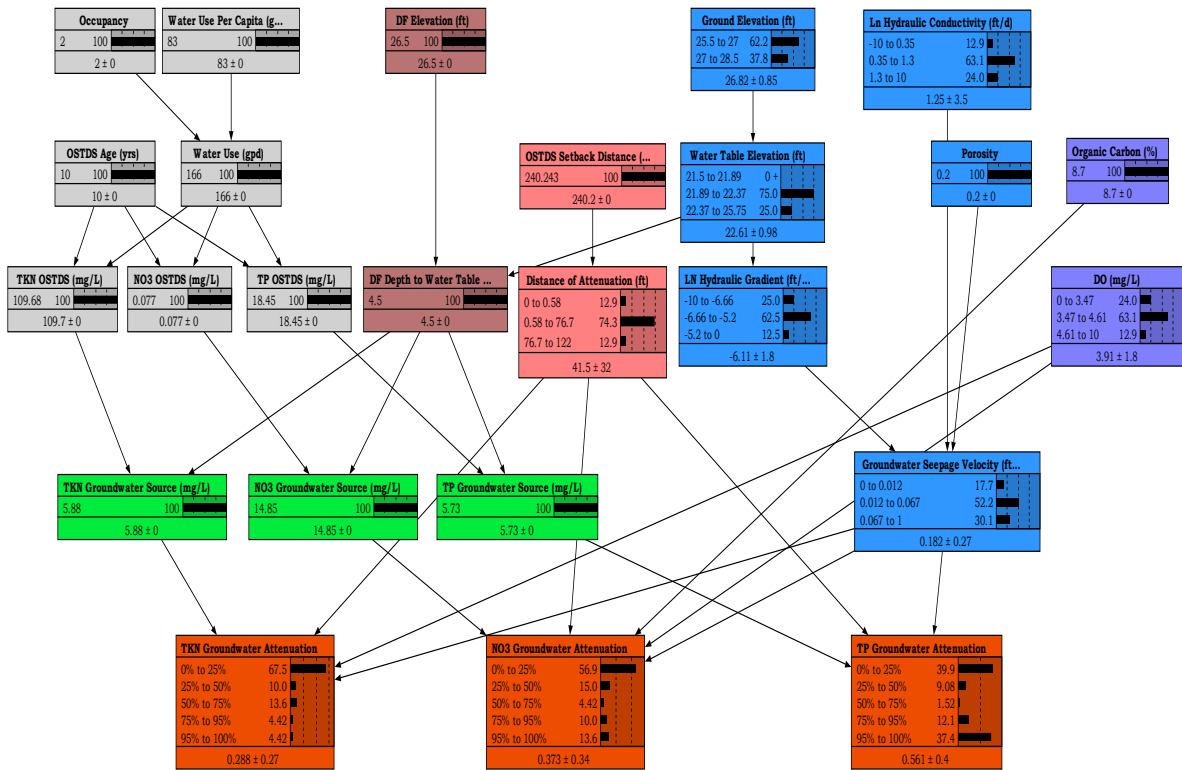 Occupancy
2 100
2 ± 0
Water Use Per Capita (g...
83 100
83 ± 0
DF Elevation (ft)
26.5 100
26.5 ± 0
Ground Elevation (ft)
25.5 to 27 62.2
27 to 28.5 37.8
26.82 ± 0.85
Ln Hydraulic Conductivity (ft/d)
-10 to 0.35 12.9
0.35 to 1.3 63.1
1.3 to 10 24.0
1.25 ± 3.5
OSTDS Age (yrs)
10 100
10 ± 0
Water Use (gpd)
166 100
166 ± 0
OSTDS Setback Distance (...
240.243 100
240.2 ± 0
Water Table Elevation (ft)
21.5 to 21.89 0 +
21.89 to 22.37 75.0
22.37 to 25.75 25.0
22.61 ± 0.98
Porosity
0.2 100
0.2 ± 0
Organic Carbon (%)
8.7 100
8.7 ± 0
TKN OSTDS (mg/L)
109.68 100
109.7 ± 0
NO3 OSTDS (mg/L)
0.077 100
0.077 ± 0
TP OSTDS (mg/L)
18.45 100
18.45 ± 0
DF Depth to Water Table ...
4.5 100
4.5 ± 0
Distance of Attenuation (ft)
0 to 0.58 12.9
0.58 to 76.7 74.3
76.7 to 122 12.9
41.5 ± 32
LN Hydraulic Gradient (ft/...
-10 to -6.66 25.0
-6.66 to -5.2 62.5
-5.2 to 0 12.5
-6.11 ± 1.8
DO (mg/L)
0 to 3.47 24.0
3.47 to 4.61 63.1
4.61 to 10 12.9
3.91 ± 1.8
TKN Groundwater Source (mg/L)
5.88 100
5.88 ± 0
NO3 Groundwater Source (mg/L)
14.85 100
14.85 ± 0
TP Groundwater Source (mg/L)
5.73 100
5.73 ± 0
Groundwater Seepage Velocity (ft...
0 to 0.012 17.7
0.012 to 0.067 52.2
0.067 to 1 30.1
0.182 ± 0.27
TKN Groundwater Attenuation
0% to 25% 67.5
25% to 50% 10.0
50% to 75% 13.6
75% to 95% 4.42
95% to 100% 4.42
0.288 ± 0.27
NO3 Groundwater Attenuation
0% to 25% 56.9
25% to 50% 15.0
50% to 75% 4.42
75% to 95% 10.0
95% to 100% 13.6
0.373 ± 0.34
TP Groundwater Attenuation
0% to 25% 39.9
25% to 50% 9.08
50% to 75% 1.52
75% to 95% 12.1
95% to 100% 37.4
0.561 ± 0.4